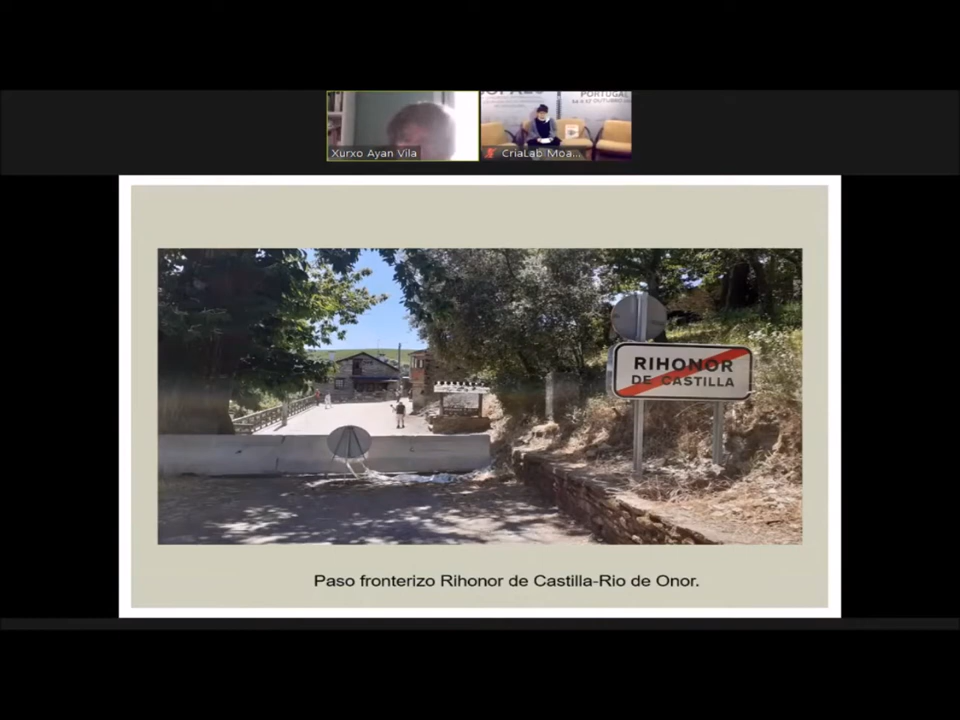 PORTUGAL
Xurxo Ayan Vila
CriaLab Moa...
RIHONOR
DE CASTILLA
Paso fronterizo Rihonor de Castilla-Rio de Onor.